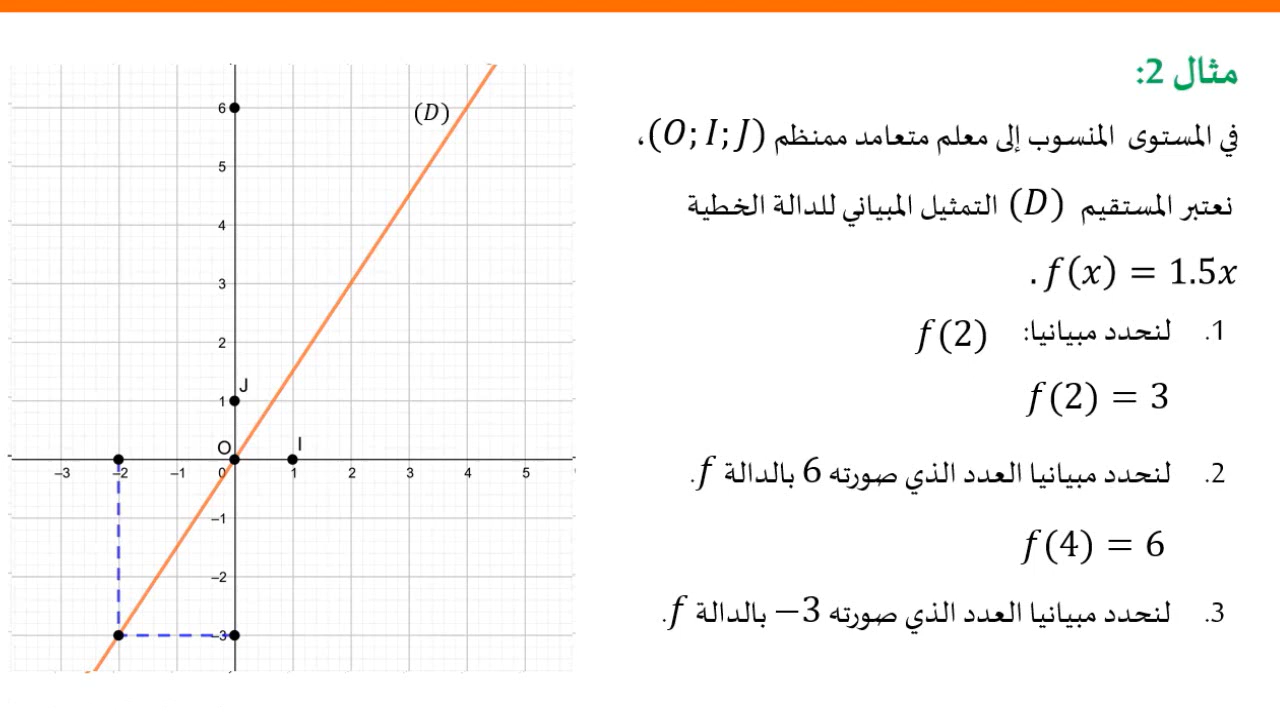 مثال 2:
في المستوى المنسوب إلى معلم متعامد ممنظم (O; I; J)،
نعتبر المستقيم (D) التمثيل المبياني للدالة الخطية
f(x) = 1.5x.
1. لنحدد مبيانيا: f(2)
f(2) = 3
2. لنحدد مبيانيا العدد الذي صورته 6 بالدالة f.
f(4) = 6
3. لنحدد مبيانيا العدد الذي صورته −3 بالدالة f.
(D)
6
5
4
3
2
J
1
O
I
–3 –2 –1 0 1 2 3 4 5
–1
–2
–3